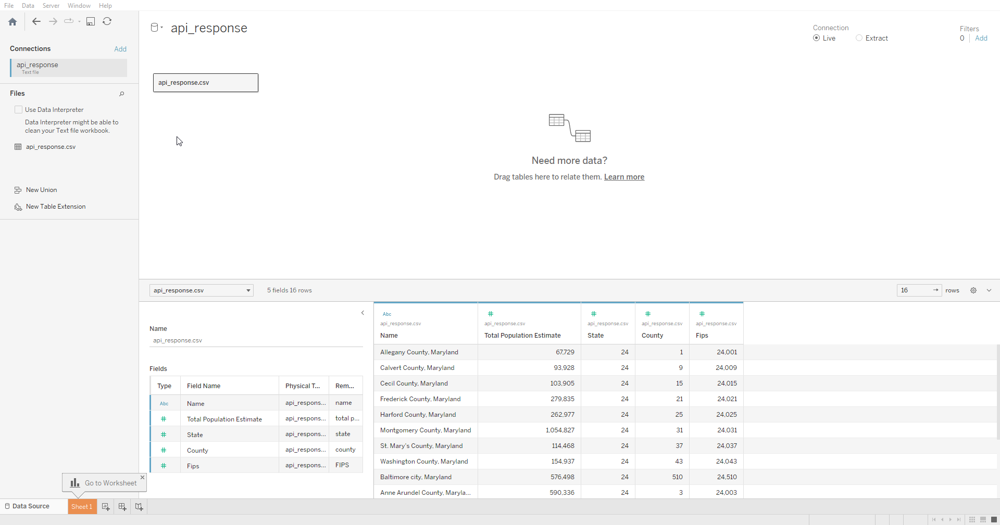 File Data Server Window Help
api_response
Connection
Live Extract
Filters
0 Add
Connections Add
api_response
Text file
Files
Use Data Interpreter
Data Interpreter might be able to
clean your Text file workbook.
api_response.csv
New Union
New Table Extension
api_response.csv
Need more data?
Drag tables here to relate them. Learn more
api_response.csv 5 fields 16 rows 16 rows
Name
api_response.csv
Fields
Type Field Name Physical T... Rem...
Abc Name api_respons... name
# Total Population Estimate api_respons... total p...
# State api_respons... state
# County api_respons... county
# Fips api_respons... FIPS
Abc # # # #
api_response.csv api_response.csv api_response.csv api_response.csv api_response.csv
Name Total Population Estimate State County Fips
Allegany County, Maryland 67,729 24 1 24,001
Calvert County, Maryland 93,928 24 9 24,009
Cecil County, Maryland 103,905 24 15 24,015
Frederick County, Maryland 279,835 24 21 24,021
Harford County, Maryland 262,977 24 25 24,025
Montgomery County, Maryland 1,054,827 24 31 24,031
St. Mary's County, Maryland 114,468 24 37 24,037
Washington County, Maryland 154,937 24 43 24,043
Baltimore city, Maryland 576,498 24 510 24,510
Anne Arundel County, Maryla... 590,336 24 3 24,003
Go to Worksheet
Data Source Sheet 1